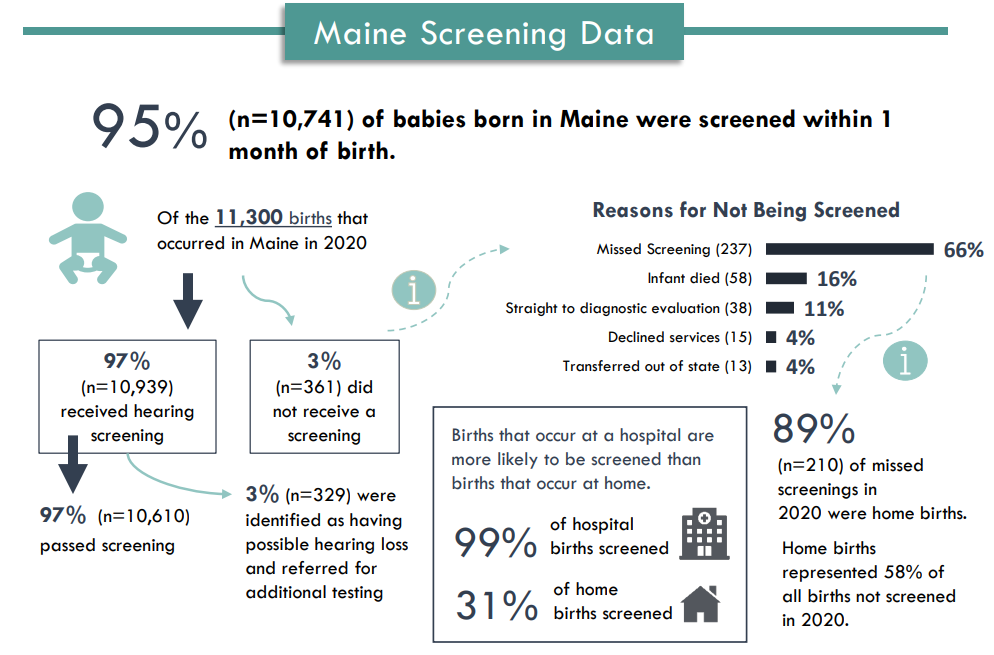 Maine Screening Data
95% (n=10,741) of babies born in Maine were screened within 1
month of birth.
Of the 11,300 births that
occurred in Maine in 2020
97%
(n=10,939)
received hearing
screening
3%
(n=361) did
not receive a
screening
97% (n=10,610)
passed screening
3% (n=329) were
identified as having
possible hearing loss
and referred for
additional testing
i
Reasons for Not Being Screened
Missed Screening (237) 66%
Infant died (58) 16%
Straight to diagnostic evaluation (38) 11%
Declined services (15) 4%
Transferred out of state (13) 4%
i
Births that occur at a hospital are
more likely to be screened than
births that occur at home.
99% of hospital
births screened
31% of home
births screened
89%
(n=210) of missed
screenings in
2020 were home births.
Home births
represented 58% of
all births not screened
in 2020.